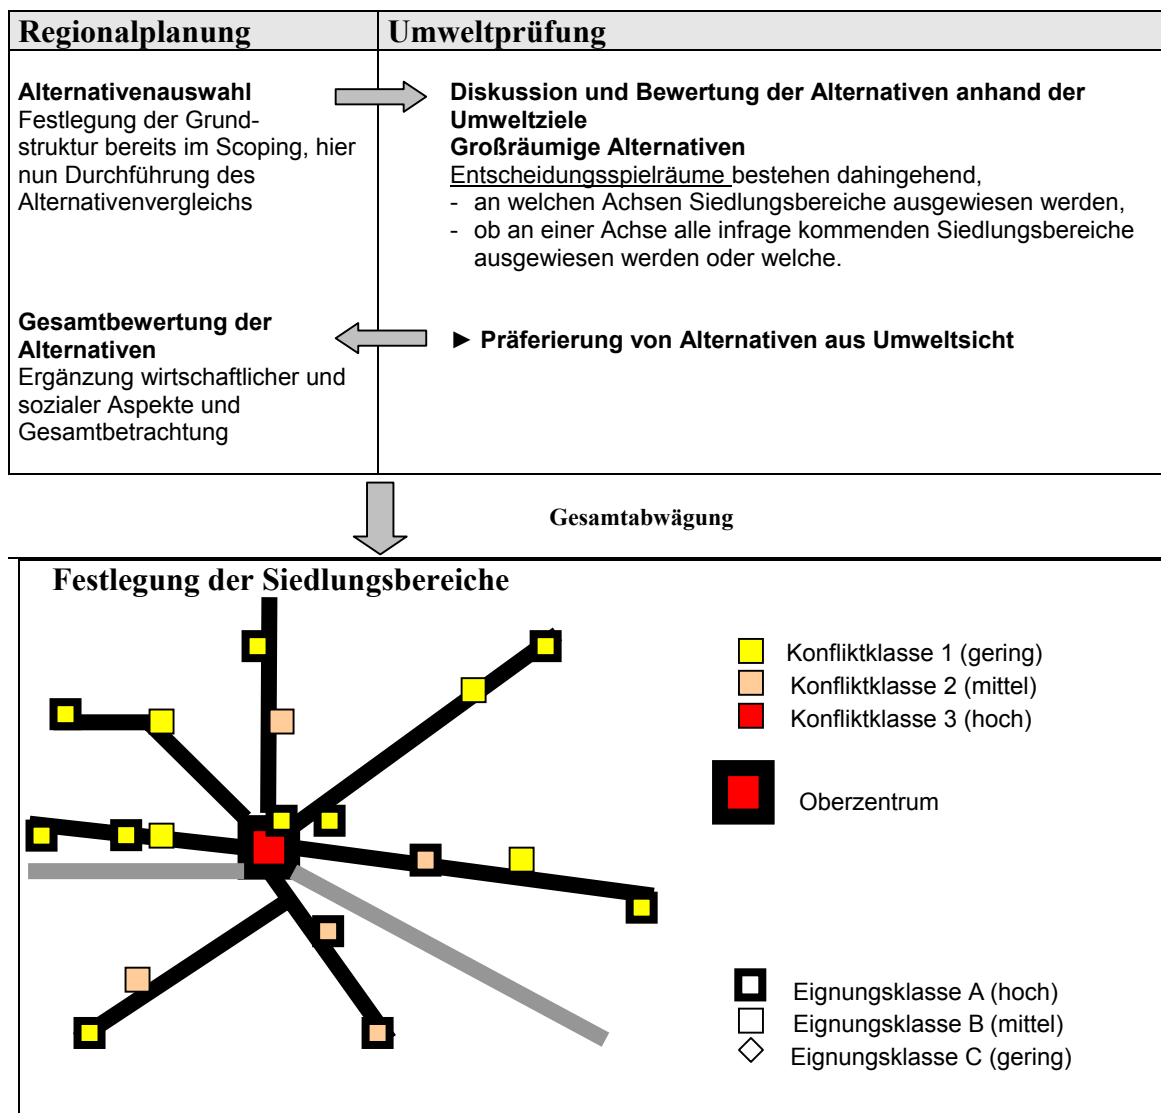 Regionalplanung
Umweltprüfung
Alternativenauswahl
Festlegung der Grund-
struktur bereits im Scoping, hier
nun Durchführung des
Alternativenvergleichs
Diskussion und Bewertung der Alternativen anhand der
Umweltziele
Großräumige Alternativen
Entscheidungsspielräume bestehen dahingehend,
- an welchen Achsen Siedlungsbereiche ausgewiesen werden,
- ob an einer Achse alle infrage kommenden Siedlungsbereiche
ausgewiesen werden oder welche.
Gesamtbewertung der
Alternativen
Ergänzung wirtschaftlicher und
sozialer Aspekte und
Gesamtbetrachtung
► Präferierung von Alternativen aus Umweltsicht
Gesamtabwägung
Festlegung der Siedlungsbereiche
Konfliktklasse 1 (gering)
Konfliktklasse 2 (mittel)
Konfliktklasse 3 (hoch)
Oberzentrum
Eignungsklasse A (hoch)
Eignungsklasse B (mittel)
Eignungsklasse C (gering)